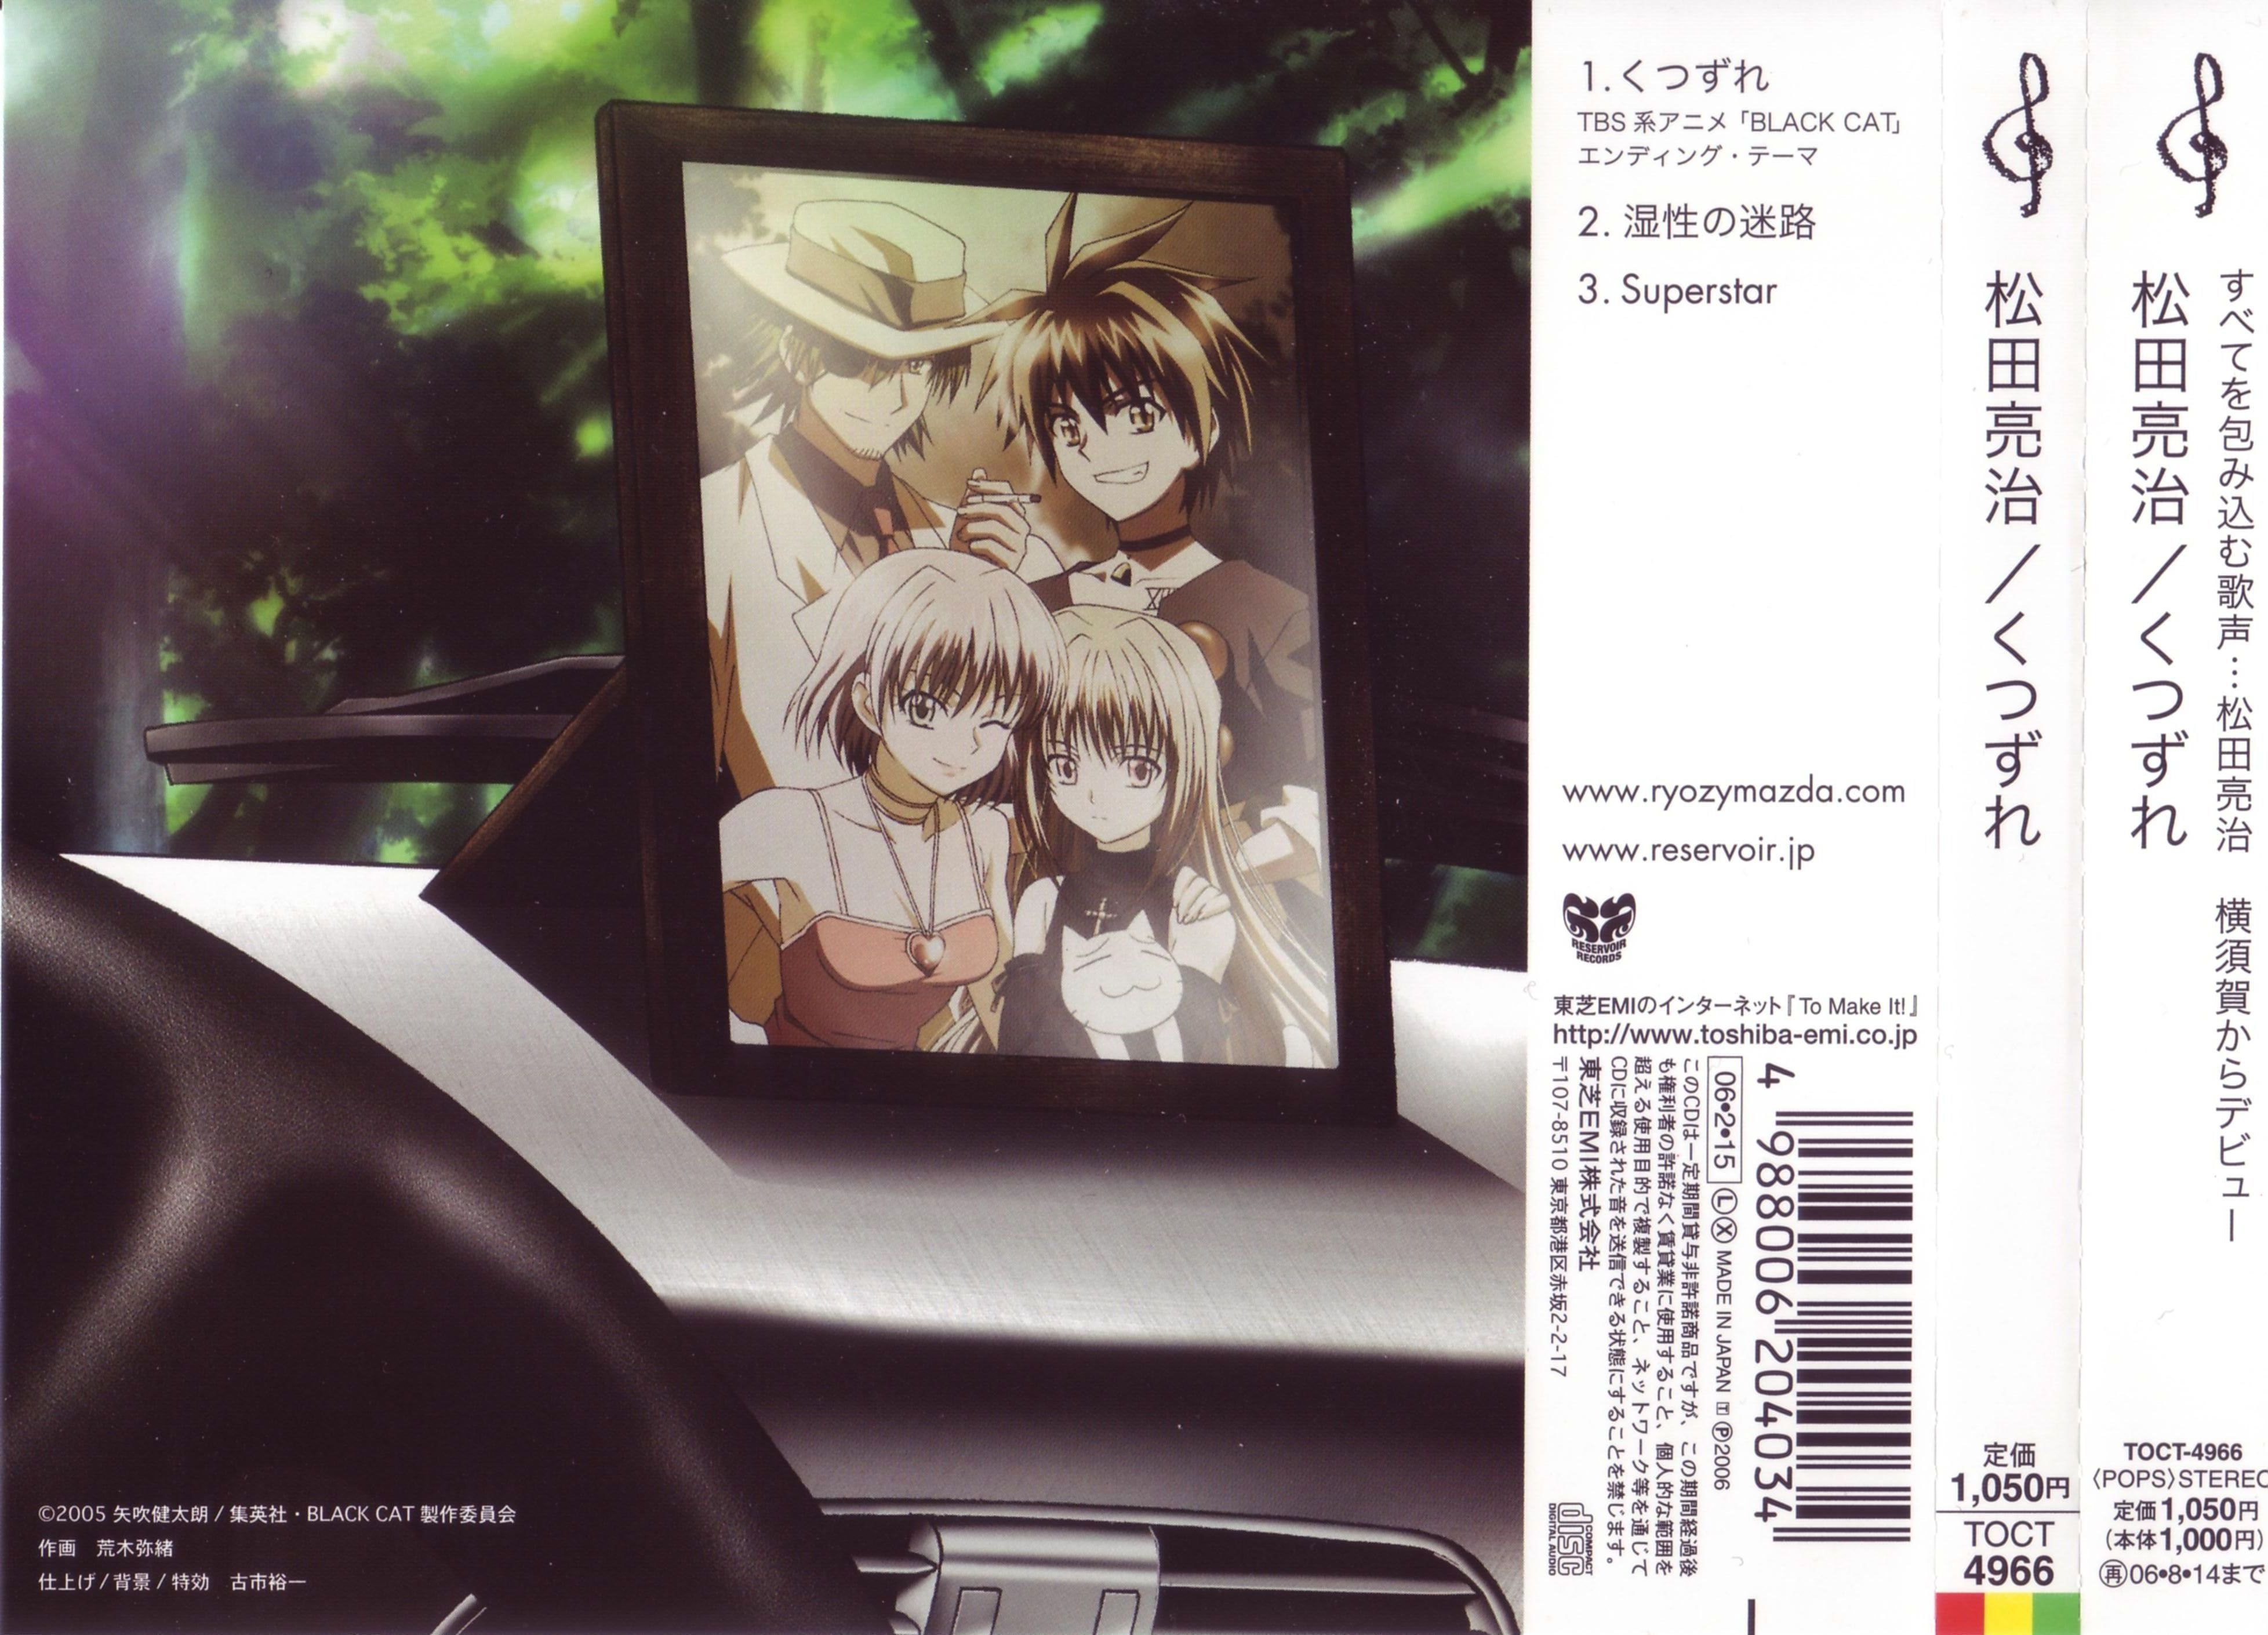 1. くつずれ
TBS 系アニメ「BLACK CAT」
エンディング・テーマ
2. 湿性の迷路
3. Superstar
www.ryozymazda.com
www.reservoir.jp
RESERVOIR
RECORDS
東芝EMIのインターネット『To Make It!』
http://www.toshiba-emi.co.jp
4 988006 204034
06•2•15 Ⓛ Ⓧ MADE IN JAPAN Ⓟ2006
このCDは一定期間貸与非許諾商品ですが、この期間経過後
も権利者の許諾なく賃貸業に使用すること、個人的な範囲を
超える使用目的で複製すること、ネットワーク等を通じて
CDに収録された音を送信できる状態にすることを禁じます。
東芝EMI株式会社
〒107-8510 東京都港区赤坂2-2-17
COMPACT
disc
DIGITAL AUDIO
松田亮治/くつずれ
定価
1,050円
TOCT
4966
すべてを包み込む歌声…松田亮治 横須賀からデビュー
松田亮治/くつずれ
TOCT-4966
〈POPS〉STEREO
定価1,050円
(本体1,000円)
㊢06•8•14まで
XIII
©2005 矢吹健太朗 / 集英社・BLACK CAT 製作委員会
作画 荒木弥緒
仕上げ / 背景 / 特効 古市裕一